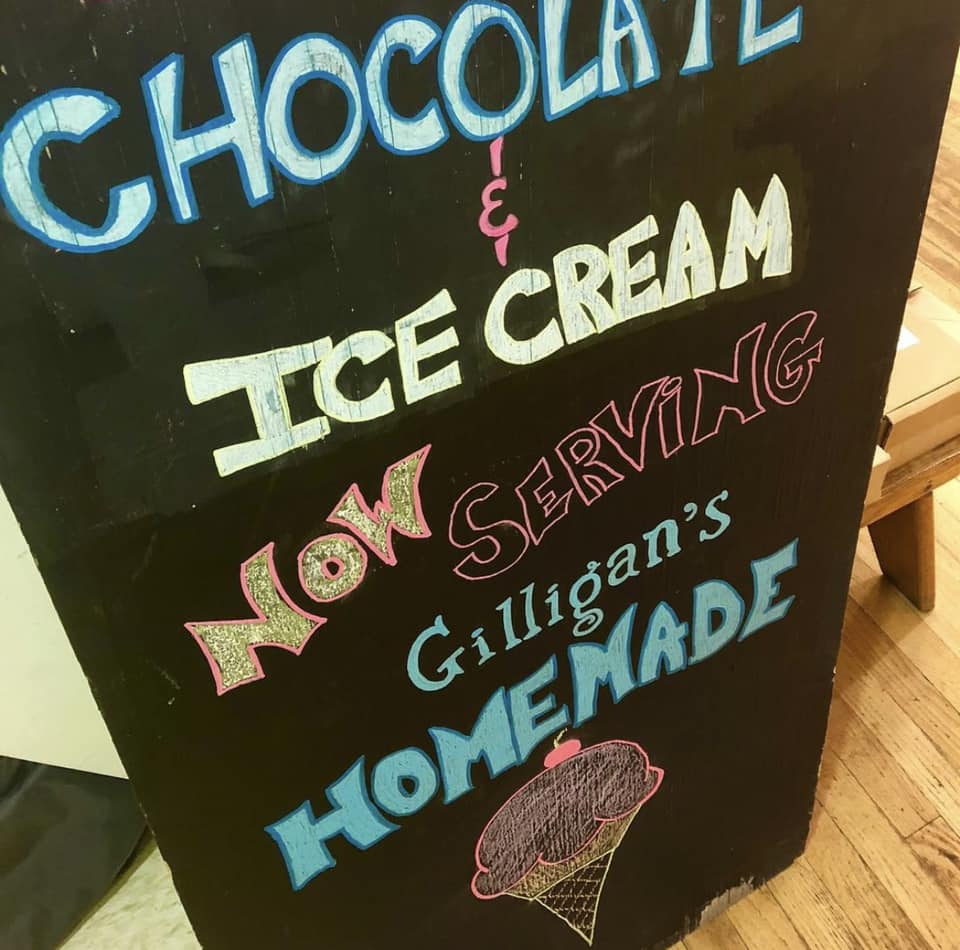 CHOCOLATE
&
ICE CREAM
NOW SERVING
Gilligan's
HOMEMADE